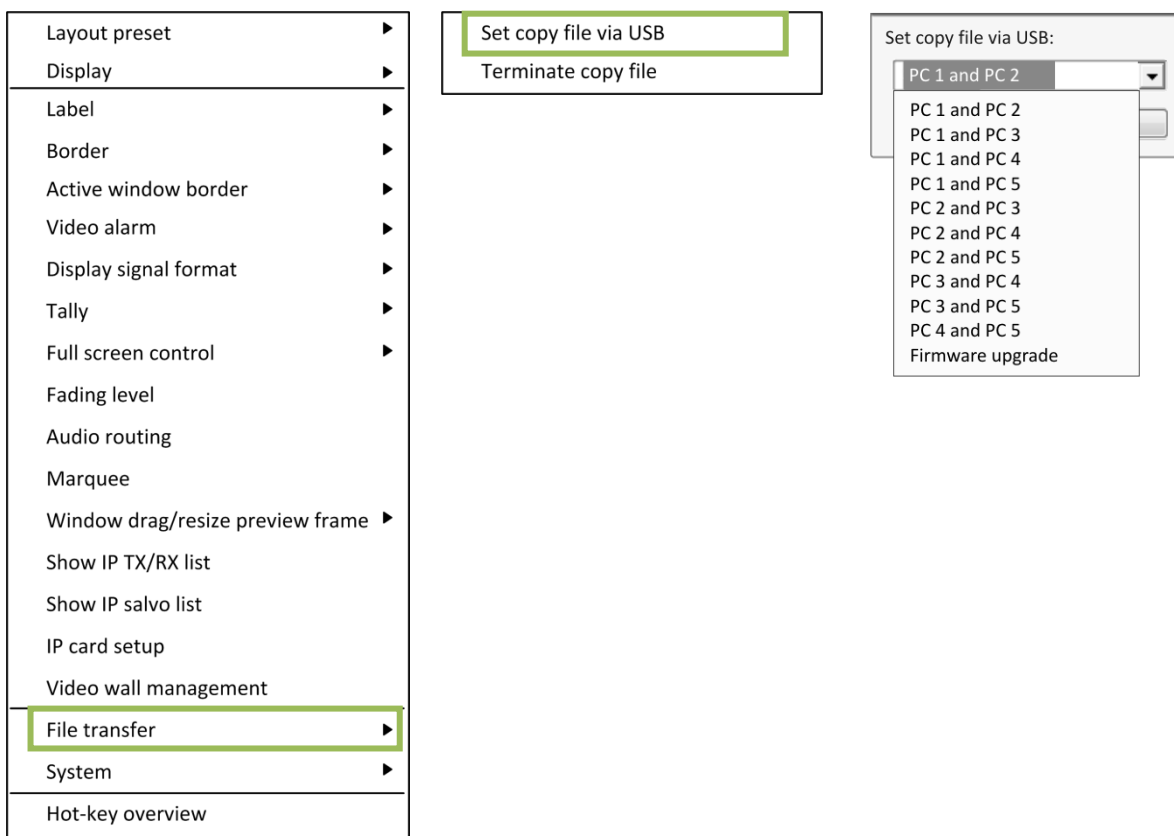 Layout preset
Display
Label
Border
Active window border
Video alarm
Display signal format
Tally
Full screen control
Fading level
Audio routing
Marquee
Window drag/resize preview frame
Show IP TX/RX list
Show IP salvo list
IP card setup
Video wall management
File transfer
System
Hot-key overview
Set copy file via USB
Terminate copy file
Set copy file via USB:
PC 1 and PC 2
PC 1 and PC 2
PC 1 and PC 3
PC 1 and PC 4
PC 1 and PC 5
PC 2 and PC 3
PC 2 and PC 4
PC 2 and PC 5
PC 3 and PC 4
PC 3 and PC 5
PC 4 and PC 5
Firmware upgrade